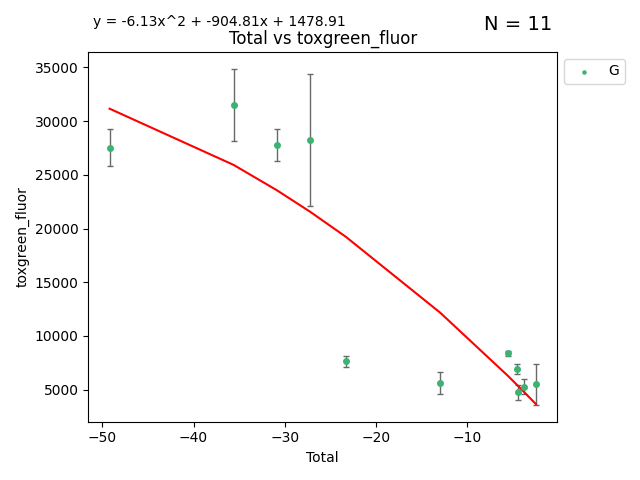 y = -6.13x^2 + -904.81x + 1478.91
N = 11
Total vs toxgreen_fluor
G
35000
30000
25000
20000
15000
10000
5000
toxgreen_fluor
−50
−40
−30
−20
−10
Total